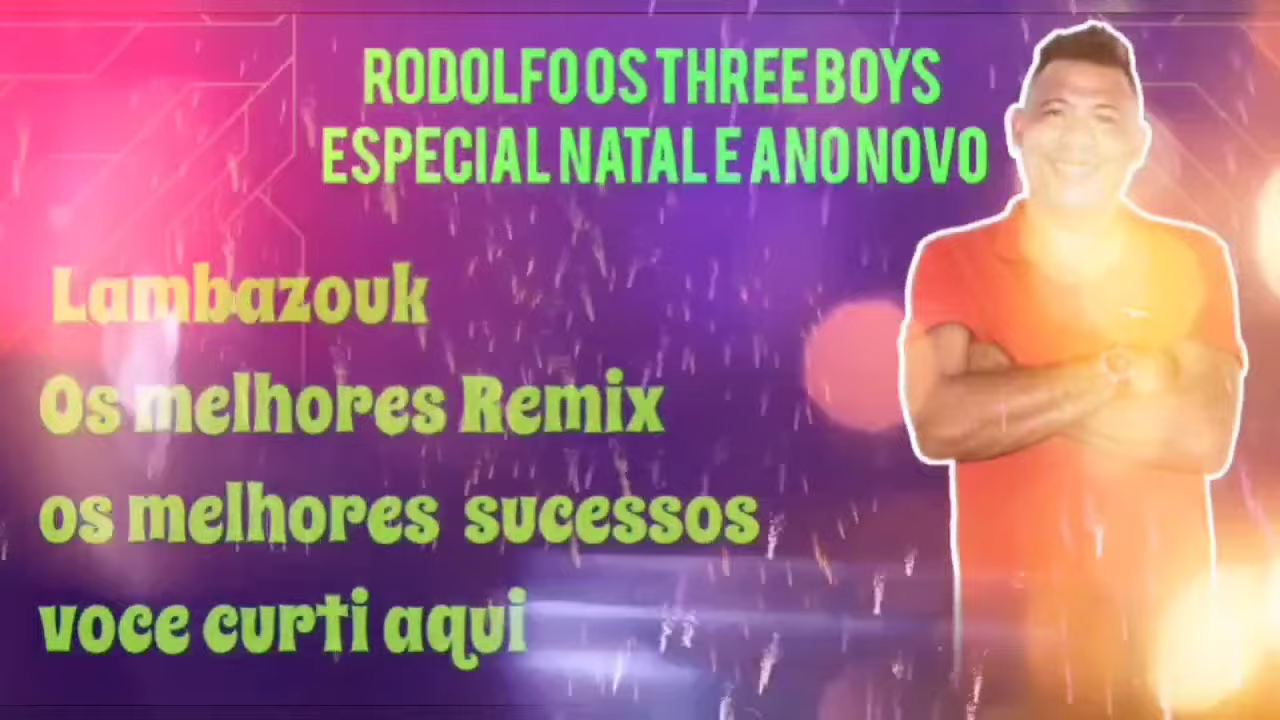 RODOLFO OS THREE BOYS
ESPECIAL NATAL E ANO NOVO
Lambazouk
Os melhores Remix
os melhores sucessos
voce curti aqui